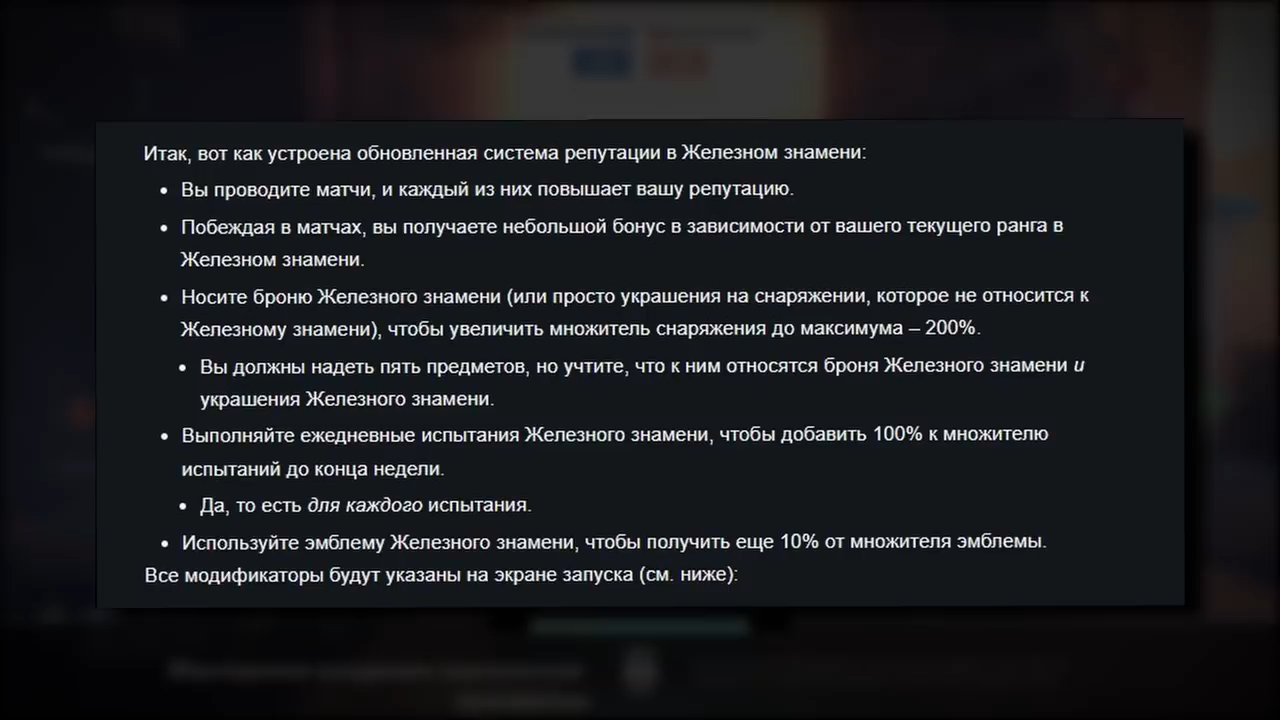 Итак, вот как устроена обновленная система репутации в Железном знамени:
• Вы проводите матчи, и каждый из них повышает вашу репутацию.
• Побеждая в матчах, вы получаете небольшой бонус в зависимости от вашего текущего ранга в
Железном знамени.
• Носите броню Железного знамени (или просто украшения на снаряжении, которое не относится к
Железному знамени), чтобы увеличить множитель снаряжения до максимума – 200%.
• Вы должны надеть пять предметов, но учтите, что к ним относятся броня Железного знамени и
украшения Железного знамени.
• Выполняйте ежедневные испытания Железного знамени, чтобы добавить 100% к множителю
испытаний до конца недели.
• Да, то есть для каждого испытания.
• Используйте эмблему Железного знамени, чтобы получить еще 10% от множителя эмблемы.
Все модификаторы будут указаны на экране запуска (см. ниже):